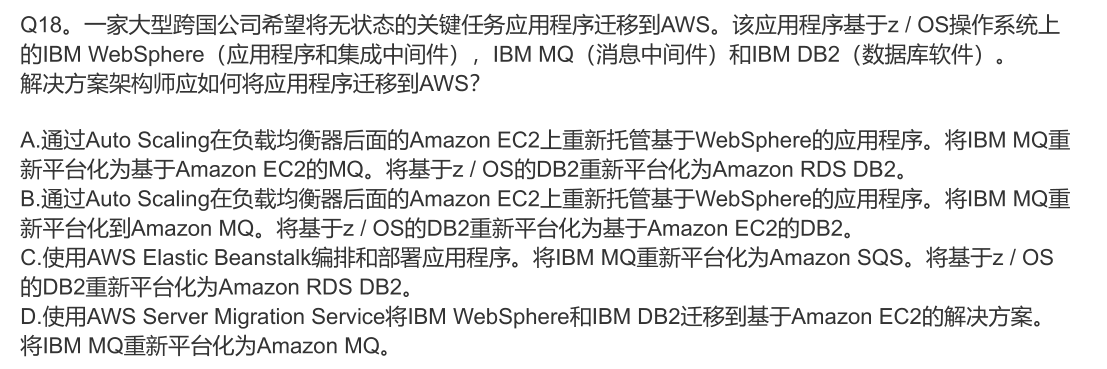 Q18。一家大型跨国公司希望将无状态的关键任务应用程序迁移到AWS。该应用程序基于z / OS操作系统上
的IBM WebSphere（应用程序和集成中间件），IBM MQ（消息中间件）和IBM DB2（数据库软件）。
解决方案架构师应如何将应用程序迁移到AWS？
A.通过Auto Scaling在负载均衡器后面的Amazon EC2上重新托管基于WebSphere的应用程序。将IBM MQ重
新平台化为基于Amazon EC2的MQ。将基于z / OS的DB2重新平台化为Amazon RDS DB2。
B.通过Auto Scaling在负载均衡器后面的Amazon EC2上重新托管基于WebSphere的应用程序。将IBM MQ重
新平台化到Amazon MQ。将基于z / OS的DB2重新平台化为基于Amazon EC2的DB2。
C.使用AWS Elastic Beanstalk编排和部署应用程序。将IBM MQ重新平台化为Amazon SQS。将基于z / OS
的DB2重新平台化为Amazon RDS DB2。
D.使用AWS Server Migration Service将IBM WebSphere和IBM DB2迁移到基于Amazon EC2的解决方案。
将IBM MQ重新平台化为Amazon MQ。